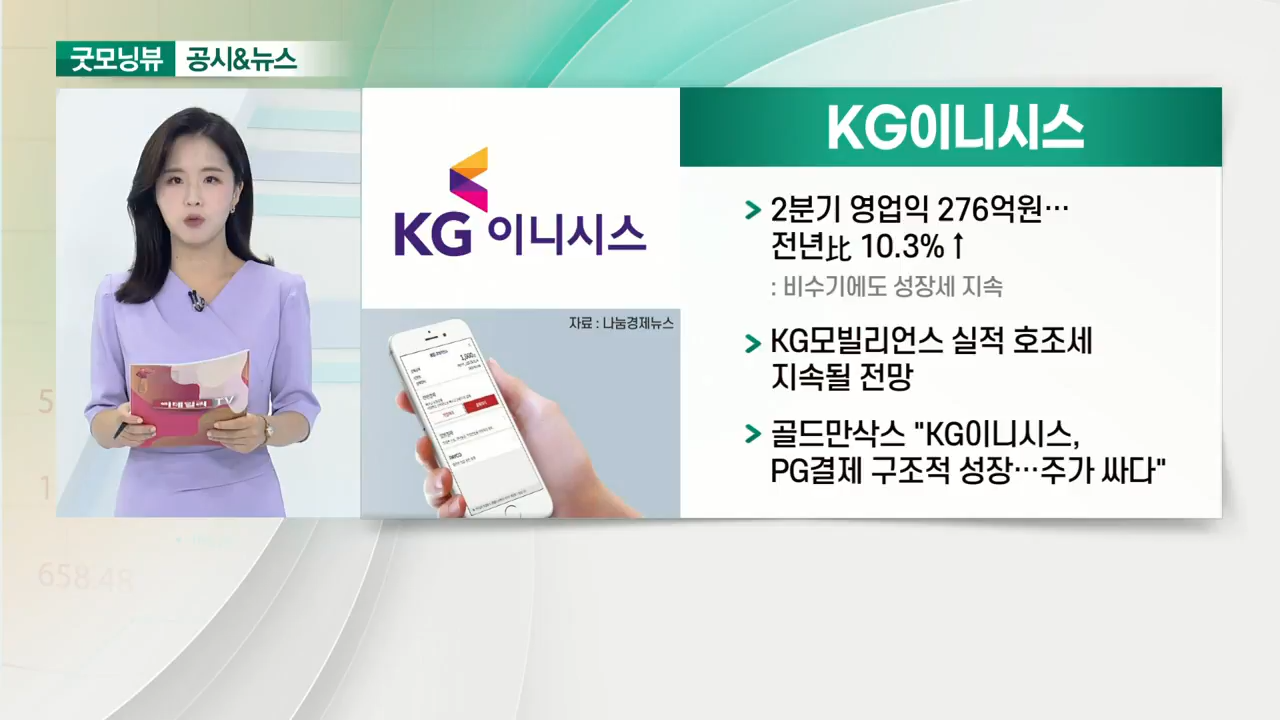 굿모닝뷰 공시&뉴스
KG이니시스
KG 이니시스
자료 : 나눔경제뉴스
2분기 영업익 276억원…
전년比 10.3%↑
: 비수기에도 성장세 지속
KG모빌리언스 실적 호조세
지속될 전망
골드만삭스 "KG이니시스,
PG결제 구조적 성장…주가 싸다"
이데일리 TV
658.48